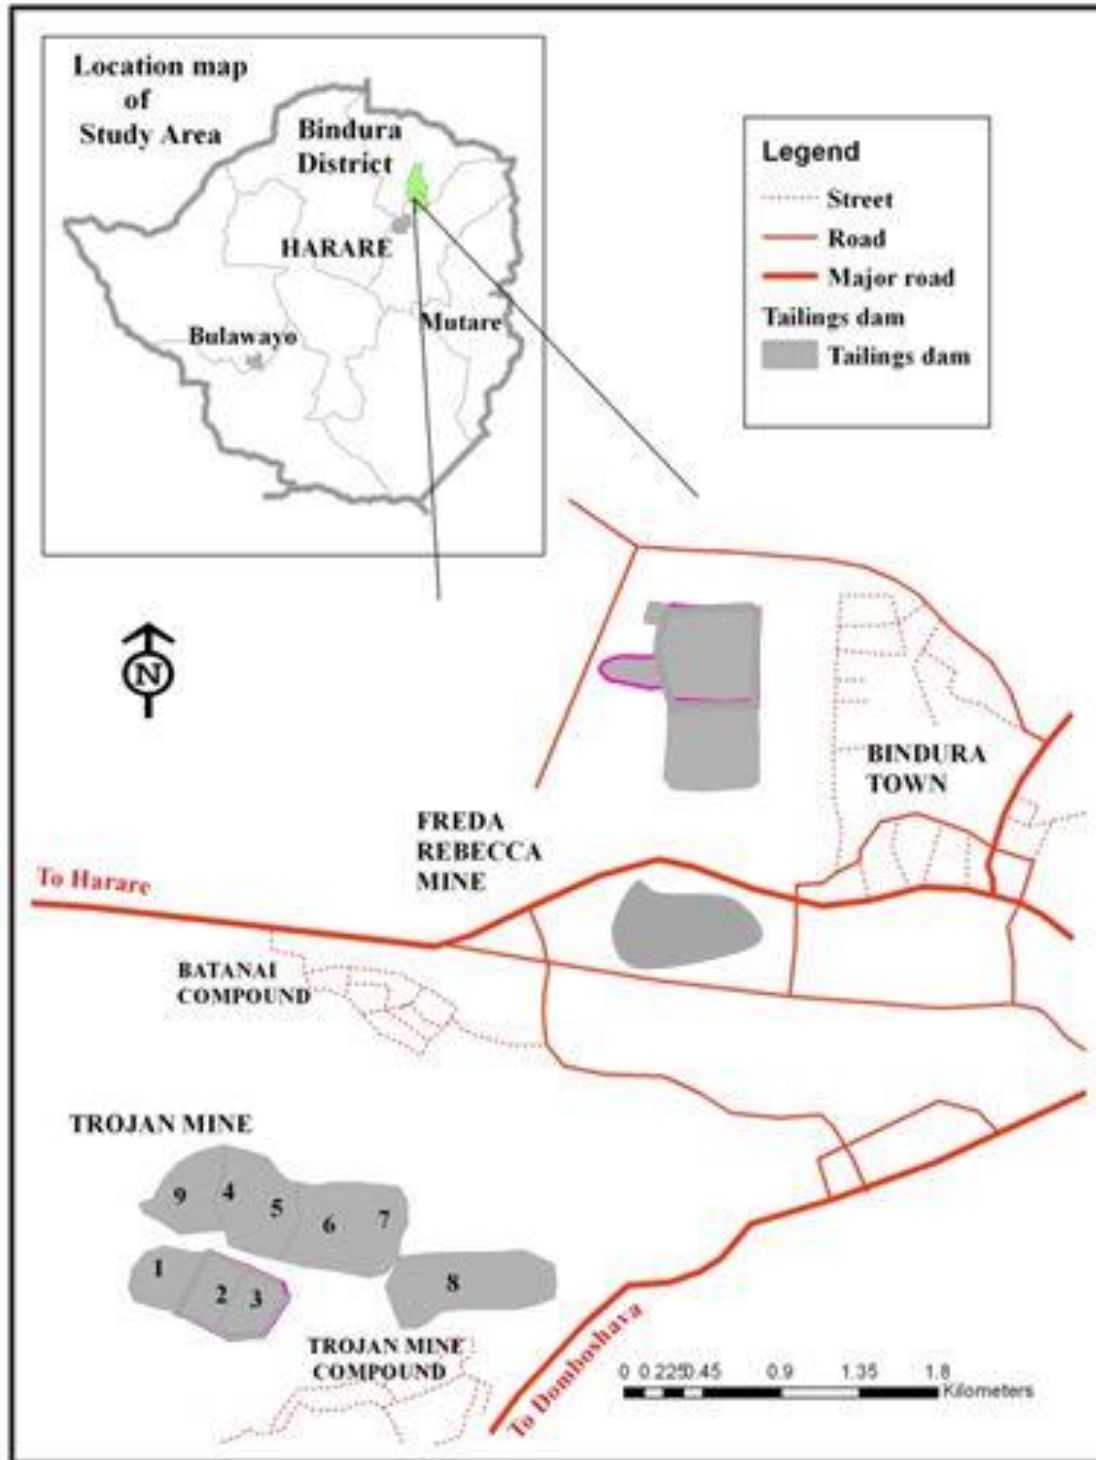 Location map
of
Study Area
Bindura
District
HARARE
Mutare
Bulawayo
Legend
Street
Road
Major road
Tailings dam
Tailings dam
N
BINDURA
TOWN
FREDA
REBECCA
MINE
To Harare
BATANAI
COMPOUND
TROJAN MINE
9
4
5
6
7
1
2
3
8
TROJAN MINE
COMPOUND
To Domboshava
0 0.225 0.45 0.9 1.35 1.8
Kilometers